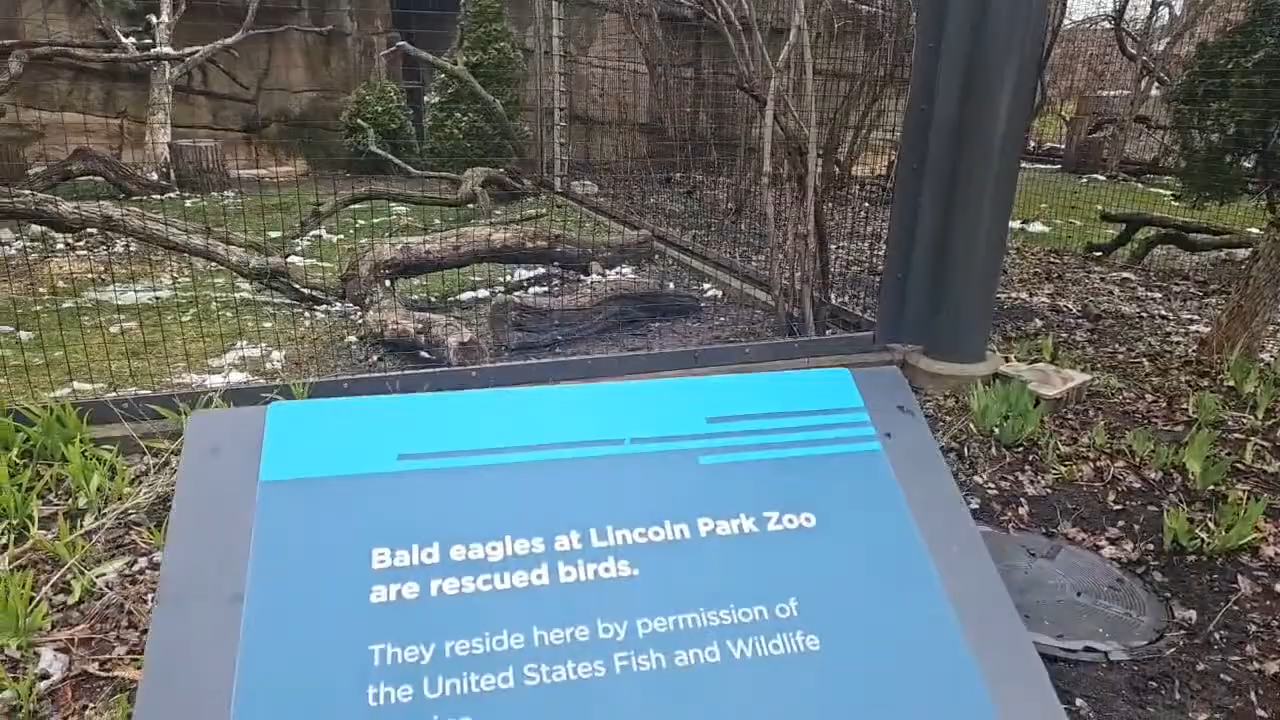 Bald eagles at Lincoln Park Zoo
are rescued birds.
They reside here by permission of
the United States Fish and Wildlife